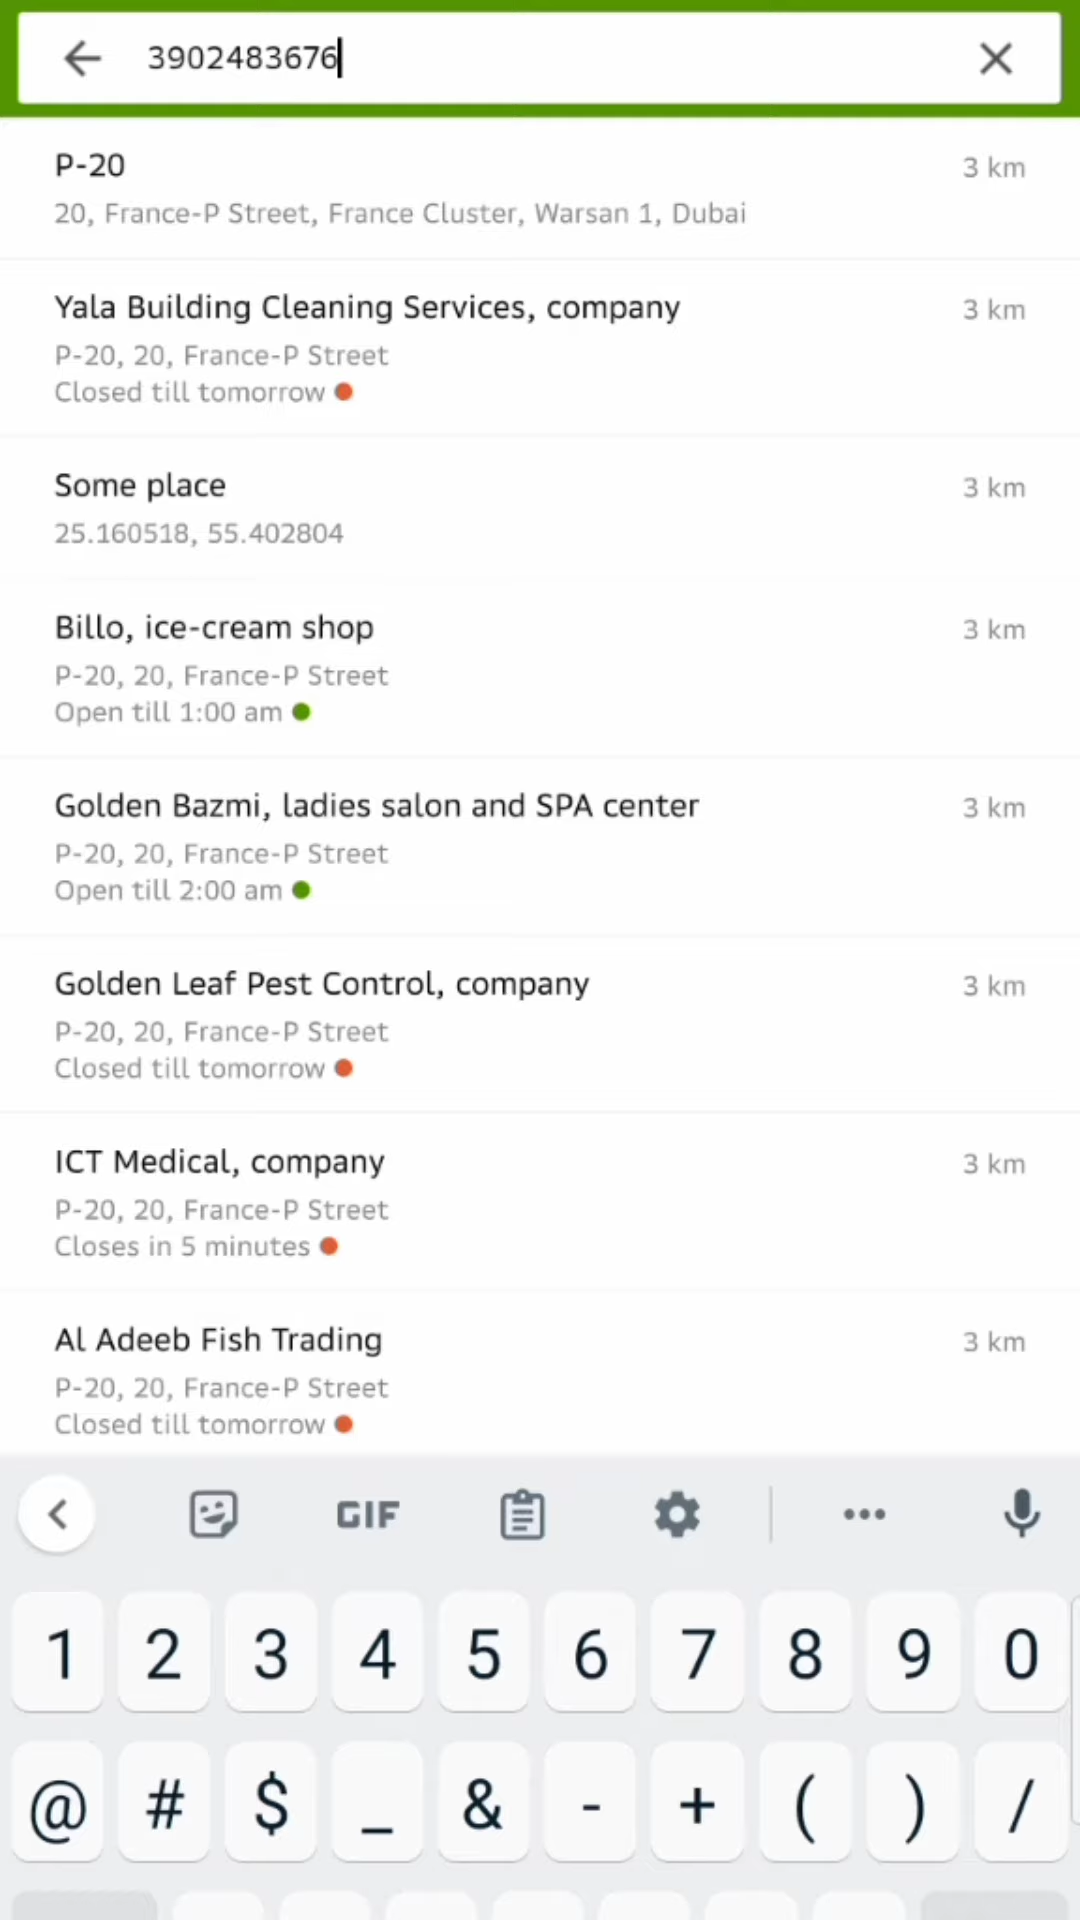 3902483676
P-20
3 km
20, France-P Street, France Cluster, Warsan 1, Dubai
Yala Building Cleaning Services, company
3 km
P-20, 20, France-P Street
Closed till tomorrow
Some place
3 km
25.160518, 55.402804
Billo, ice-cream shop
3 km
P-20, 20, France-P Street
Open till 1:00 am
Golden Bazmi, ladies salon and SPA center
3 km
P-20, 20, France-P Street
Open till 2:00 am
Golden Leaf Pest Control, company
3 km
P-20, 20, France-P Street
Closed till tomorrow
ICT Medical, company
3 km
P-20, 20, France-P Street
Closes in 5 minutes
Al Adeeb Fish Trading
3 km
P-20, 20, France-P Street
Closed till tomorrow
GIF
1 2 3 4 5 6 7 8 9 0
@ # $ _ & - + ( ) /